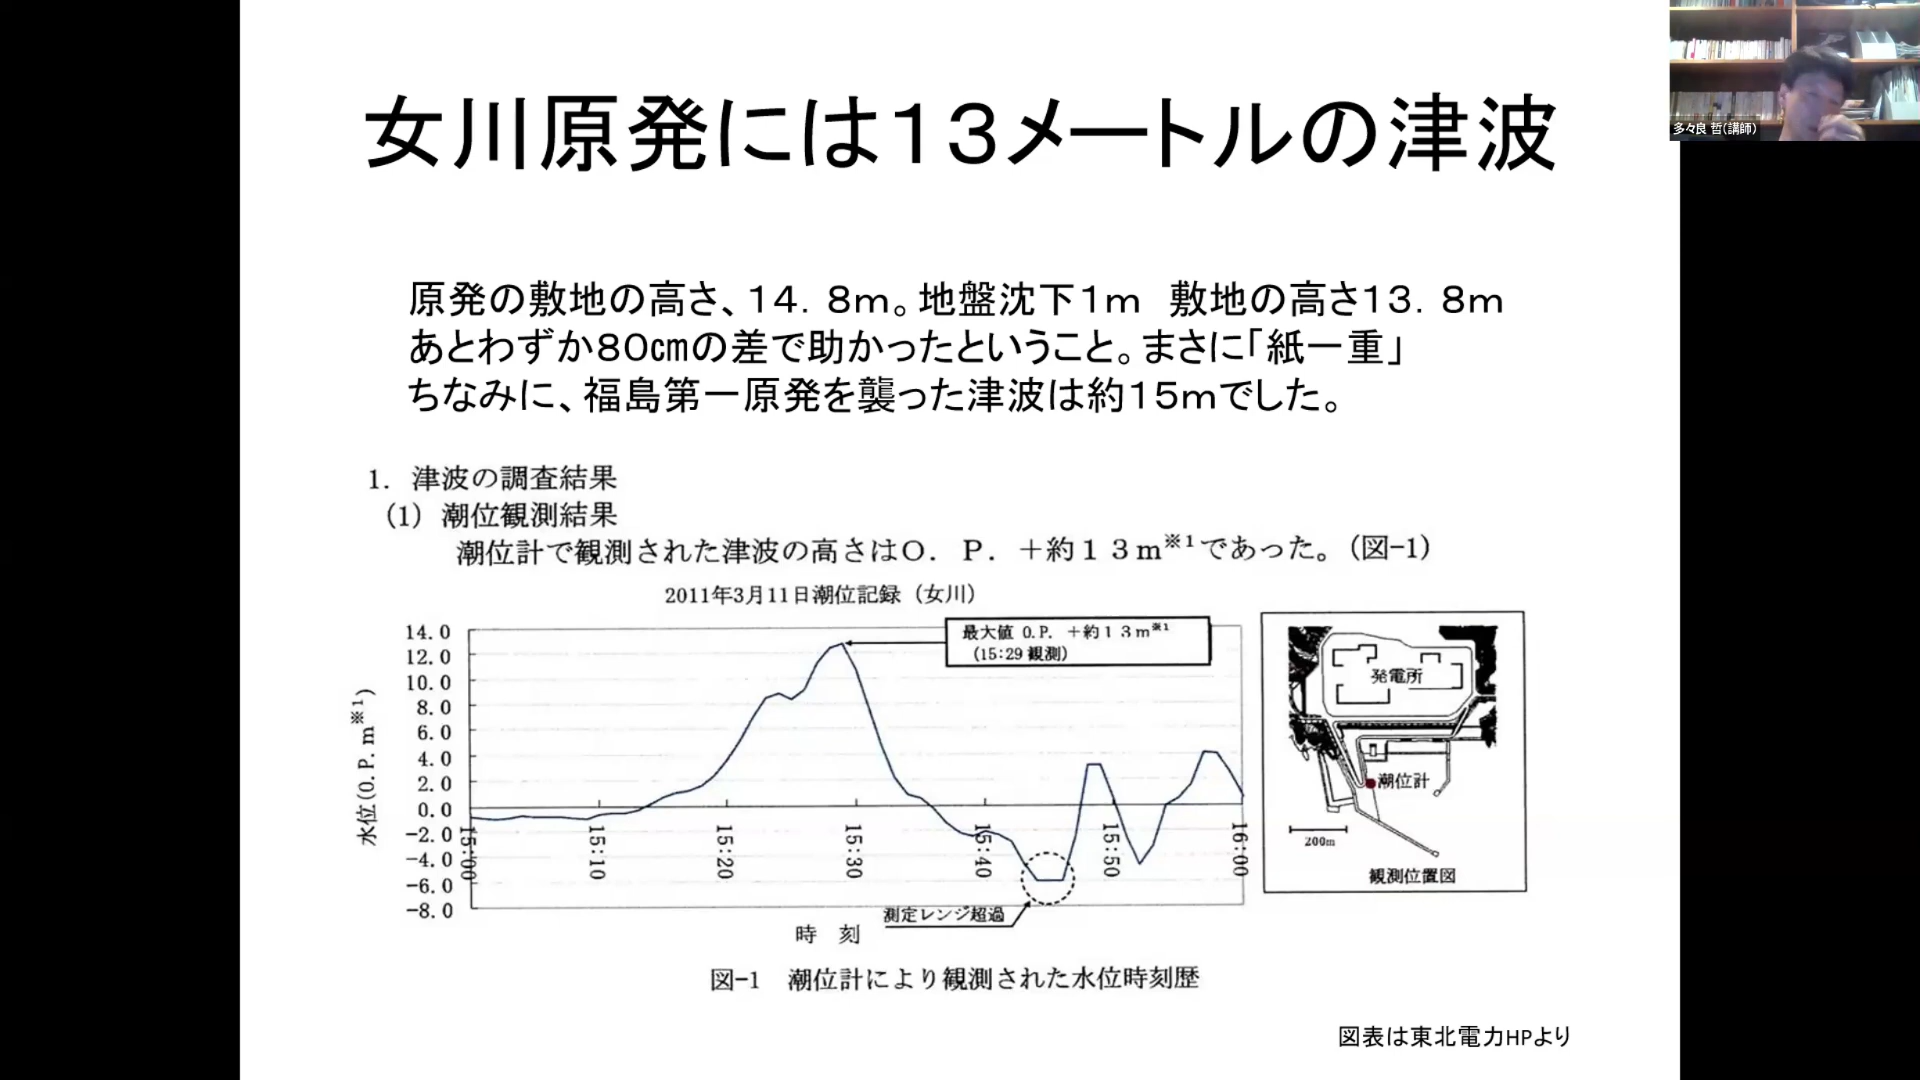 女川原発には13メートルの津波
多々良 哲(講師)
原発の敷地の高さ、14．8m。地盤沈下1m　敷地の高さ13．8m
あとわずか80㎝の差で助かったということ。まさに「紙一重」
ちなみに、福島第一原発を襲った津波は約15mでした。
1. 津波の調査結果
(1) 潮位観測結果
潮位計で観測された津波の高さはO．P．＋約13m※1であった。(図-1)
2011年3月11日潮位記録（女川）
最大値 O.P. ＋約13m※1
(15:29 観測)
水位(O.P.m※1)
14.0
12.0
10.0
8.0
6.0
4.0
2.0
0.0
-2.0
-4.0
-6.0
-8.0
15:00
15:10
15:20
15:30
15:40
15:50
16:00
測定レンジ超過
時 刻
発電所
潮位計
200m
観測位置図
図-1　潮位計により観測された水位時刻歴
図表は東北電力HPより